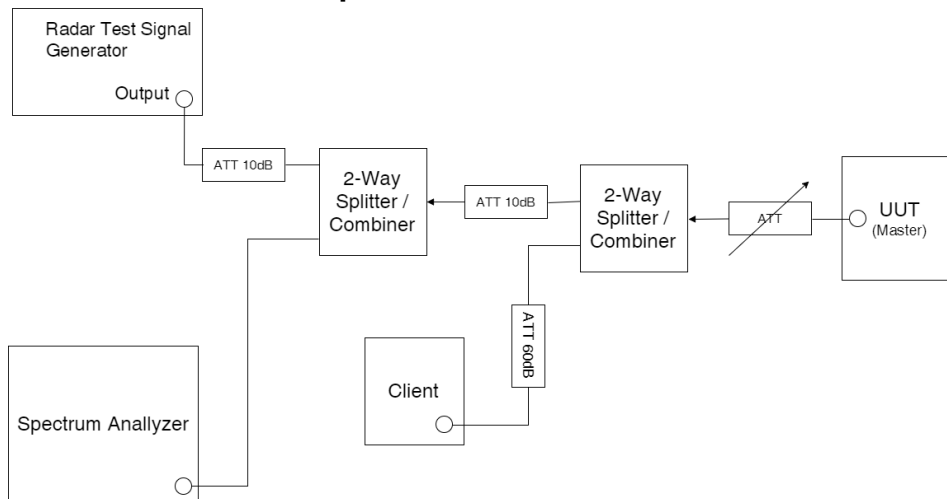 Radar Test Signal
Generator
Output
ATT 10dB
2-Way
Splitter /
Combiner
ATT 10dB
2-Way
Splitter /
Combiner
ATT
UUT
(Master)
ATT 60dB
Client
Spectrum Anallyzer